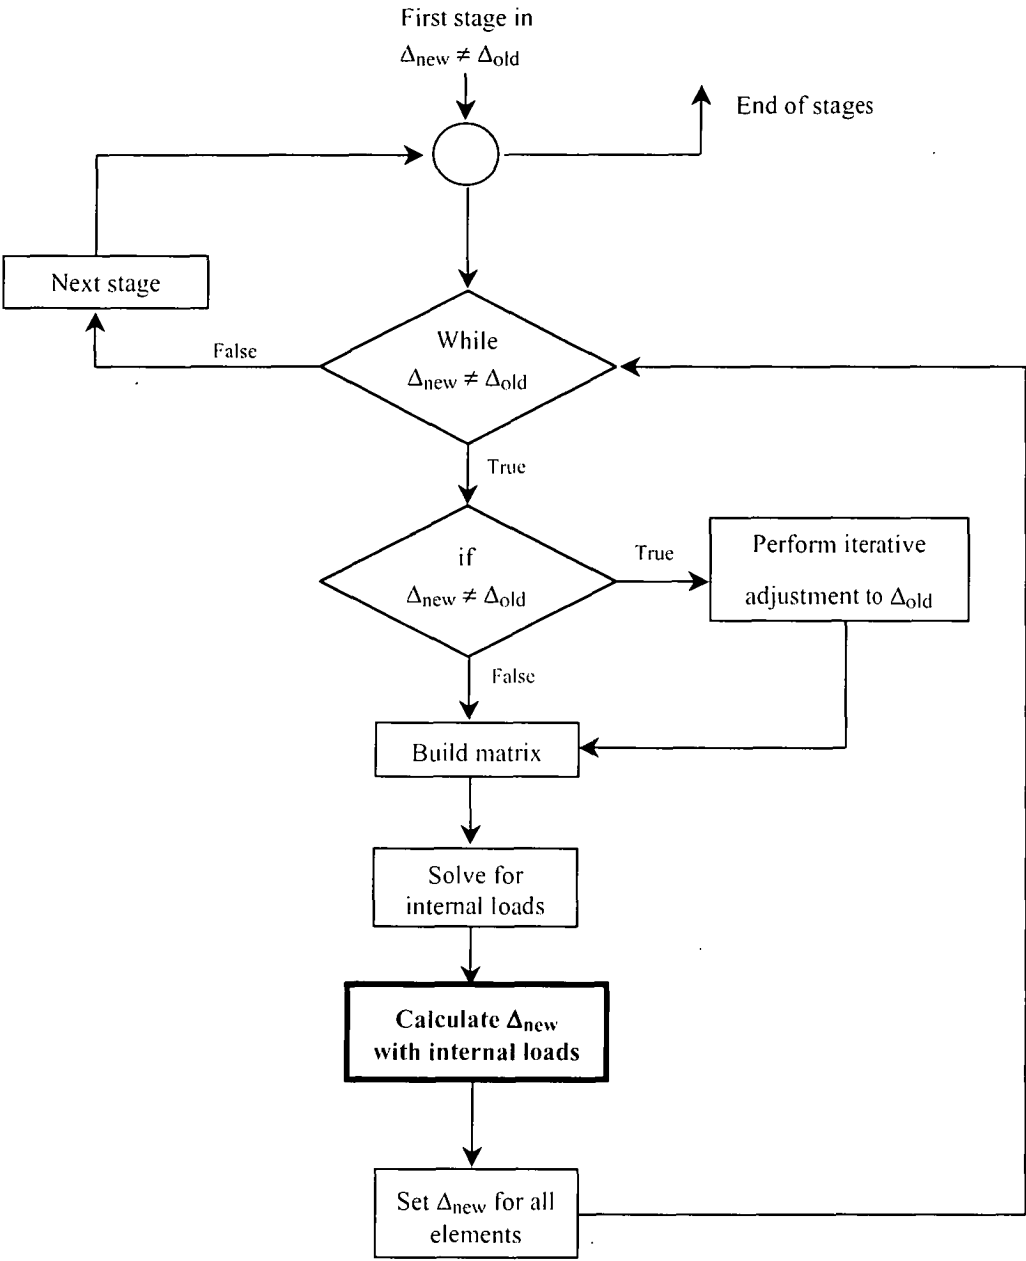 First stage in
Δnew ≠ Δold
End of stages
Next stage
While
Δnew ≠ Δold
False
True
if
Δnew ≠ Δold
True
Perform iterative
adjustment to Δold
False
Build matrix
Solve for
internal loads
Calculate Δnew
with internal loads
Set Δnew for all
elements